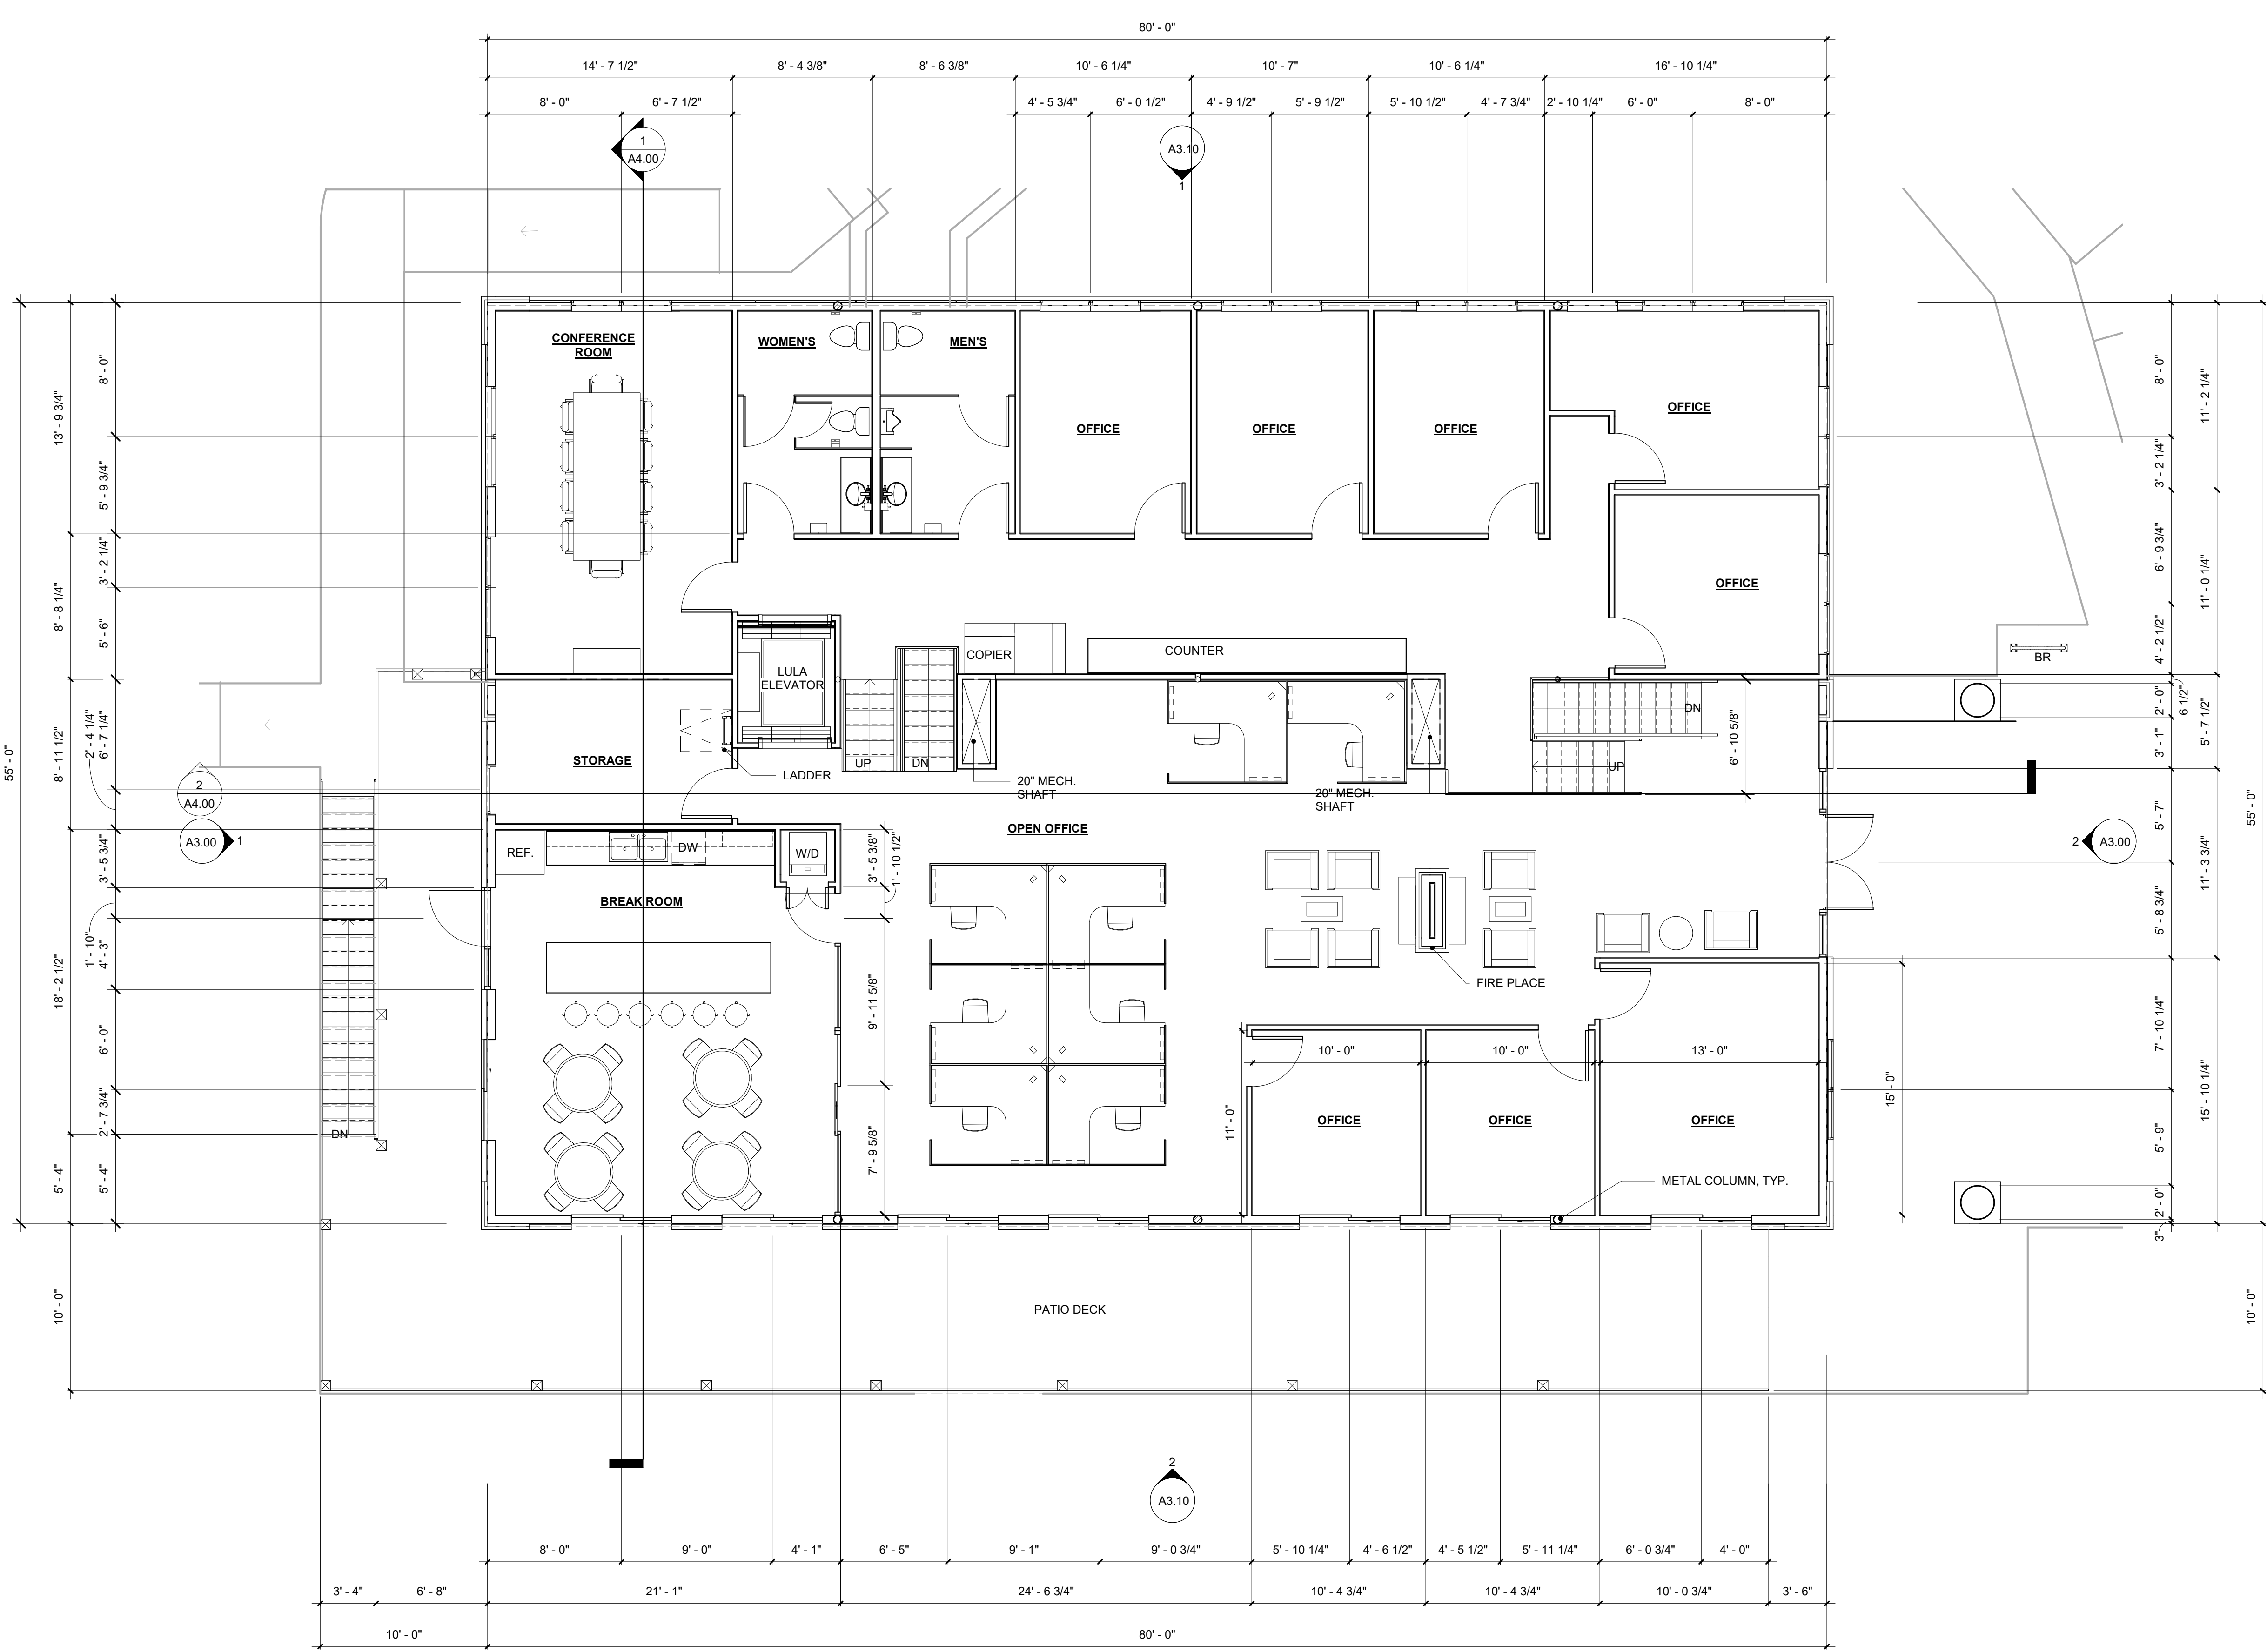 80' - 0"
14' - 7 1/2"
8' - 4 3/8"
8' - 6 3/8"
10' - 6 1/4"
10' - 7"
10' - 6 1/4"
16' - 10 1/4"
8' - 0"
6' - 7 1/2"
4' - 5 3/4"
6' - 0 1/2"
4' - 9 1/2"
5' - 9 1/2"
5' - 10 1/2"
4' - 7 3/4"
2' - 10 1/4"
6' - 0"
8' - 0"
1
A4.00
A3.10
1
CONFERENCE
ROOM
WOMEN'S
MEN'S
OFFICE
OFFICE
OFFICE
OFFICE
OFFICE
COPIER
COUNTER
LULA
ELEVATOR
BR
STORAGE
LADDER
UP
DN
20" MECH.
SHAFT
20" MECH.
SHAFT
DN
UP
6' - 10 5/8"
OPEN OFFICE
2
A4.00
A3.00
1
2
A3.00
REF.
DW
W/D
3' - 5 3/8"
1' - 10 1/2"
BREAK ROOM
9' - 11 5/8"
7' - 9 5/8"
FIRE PLACE
10' - 0"
10' - 0"
13' - 0"
11' - 0"
15' - 0"
OFFICE
OFFICE
OFFICE
METAL COLUMN, TYP.
DN
PATIO DECK
55' - 0"
13' - 9 3/4"
8' - 8 1/4"
8' - 11 1/2"
18' - 2 1/2"
5' - 4"
10' - 0"
8' - 0"
5' - 9 3/4"
3' - 2 1/4"
5' - 6"
6' - 7 1/4"
2' - 4 1/4"
3' - 5 3/4"
1' - 10"
4' - 3"
6' - 0"
2' - 7 3/4"
5' - 4"
8' - 0"
3' - 2 1/4"
6' - 9 3/4"
4' - 2 1/2"
6 1/2"
2' - 0"
3' - 1"
5' - 7"
5' - 8 3/4"
7' - 10 1/4"
5' - 9"
2' - 0"
3"
11' - 2 1/4"
11' - 0 1/4"
5' - 7 1/2"
11' - 3 3/4"
15' - 10 1/4"
55' - 0"
10' - 0"
2
A3.10
8' - 0"
9' - 0"
4' - 1"
6' - 5"
9' - 1"
9' - 0 3/4"
5' - 10 1/4"
4' - 6 1/2"
4' - 5 1/2"
5' - 11 1/4"
6' - 0 3/4"
4' - 0"
3' - 4"
6' - 8"
21' - 1"
24' - 6 3/4"
10' - 4 3/4"
10' - 4 3/4"
10' - 0 3/4"
3' - 6"
10' - 0"
80' - 0"